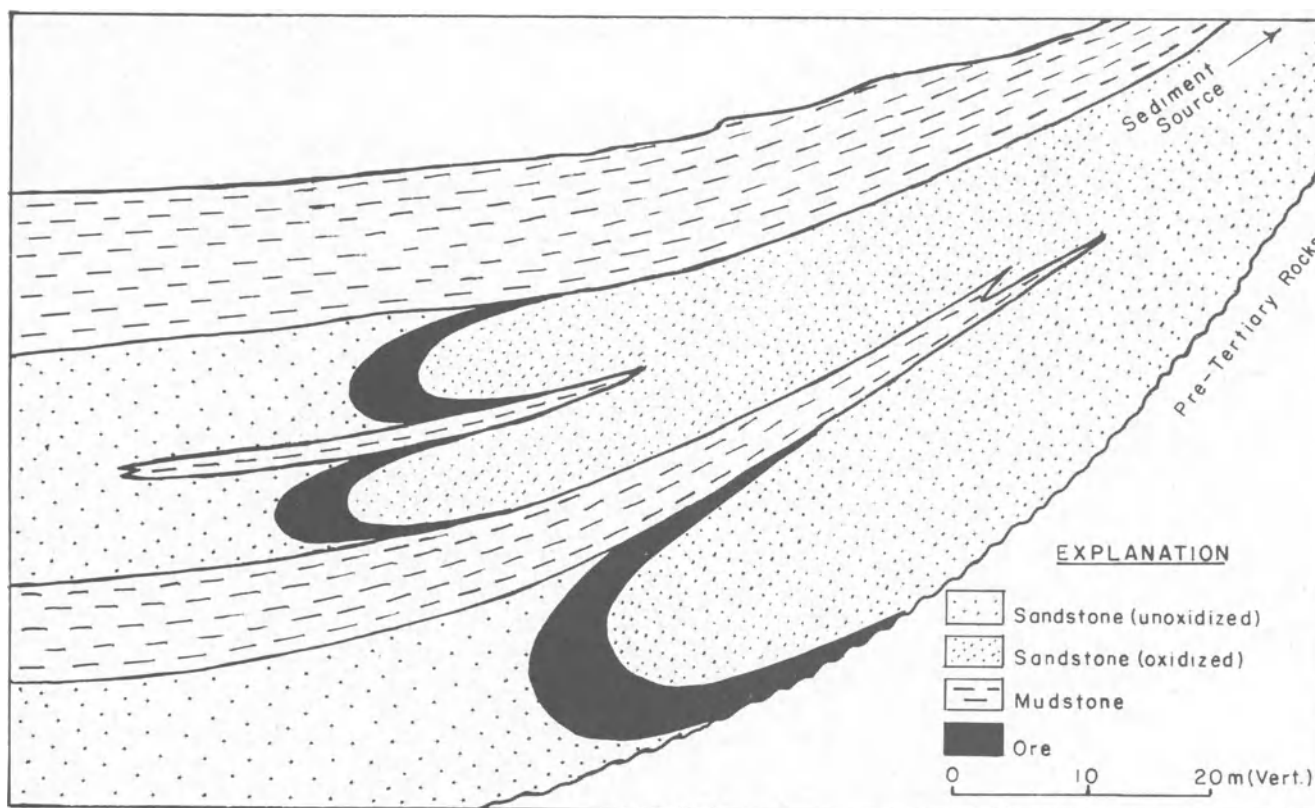 Sediment
Source
Pre-Tertiary Rocks
EXPLANATION
Sandstone (unoxidized)
Sandstone (oxidized)
Mudstone
Ore
0 10 20 m (Vert.)